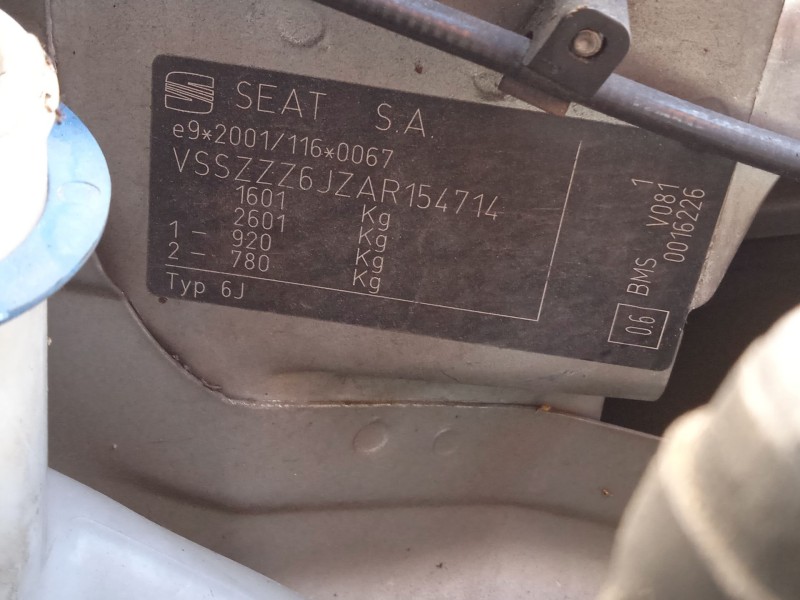 SEAT S.A.
e9*2001/116*0067
VSSZZZ6JZAR154714
1601 Kg
2601 Kg
1 - 920 Kg
2 - 780 Kg
Typ 6J
0.6
BMS V081 1
0016226